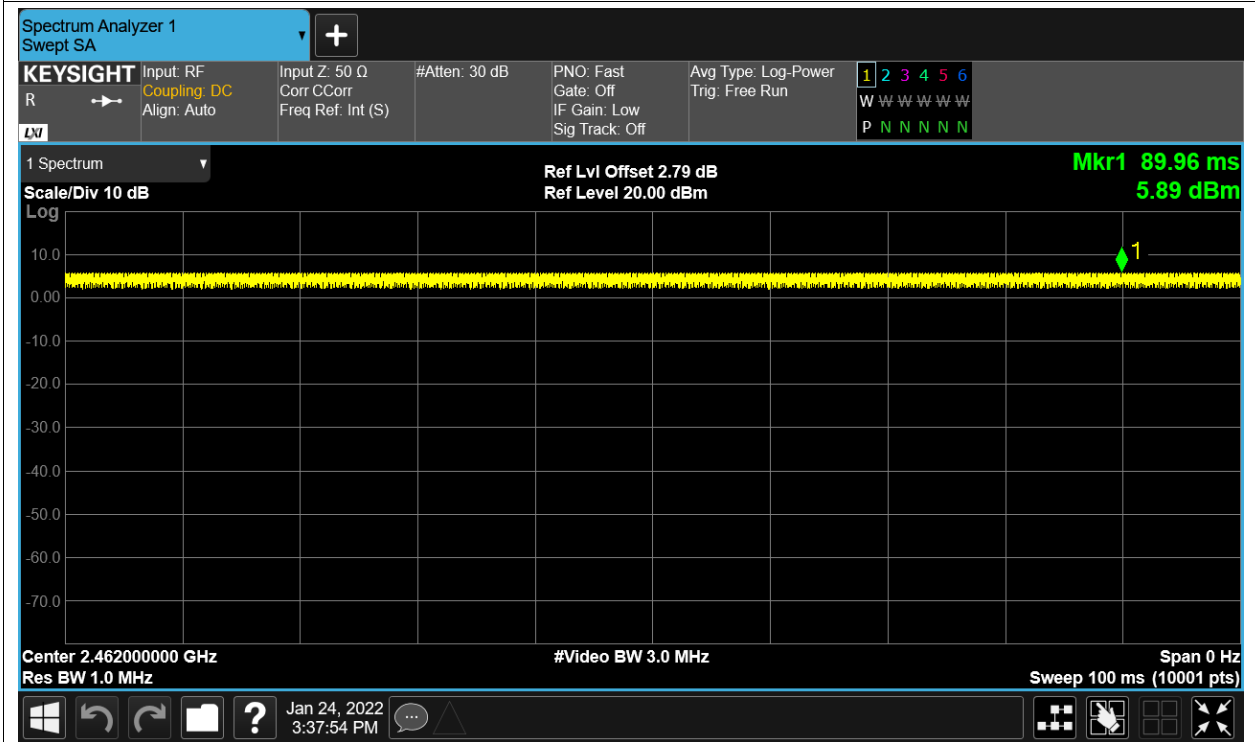 Spectrum Analyzer 1
Swept SA
KEYSIGHT Input: RF Input Z: 50 Ω #Atten: 30 dB PNO: Fast Avg Type: Log-Power 1 2 3 4 5 6
R Coupling: DC Corr CCorr Gate: Off Trig: Free Run W W W W W W
Align: Auto Freq Ref: Int (S) IF Gain: Low
LXI Sig Track: Off P N N N N N
1 Spectrum Ref Lvl Offset 2.79 dB Mkr1 89.96 ms
Scale/Div 10 dB Ref Level 20.00 dBm 5.89 dBm
Log
10.0
1
0.00
-10.0
-20.0
-30.0
-40.0
-50.0
-60.0
-70.0
Center 2.462000000 GHz #Video BW 3.0 MHz Span 0 Hz
Res BW 1.0 MHz Sweep 100 ms (10001 pts)
? Jan 24, 2022
3:37:54 PM